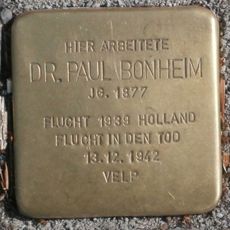 HIER ARBEITETE
DR. PAUL BONHEIM
JG. 1877
FLUCHT 1939 HOLLAND
FLUCHT IN DEN TOD
13.12.1942
VELP